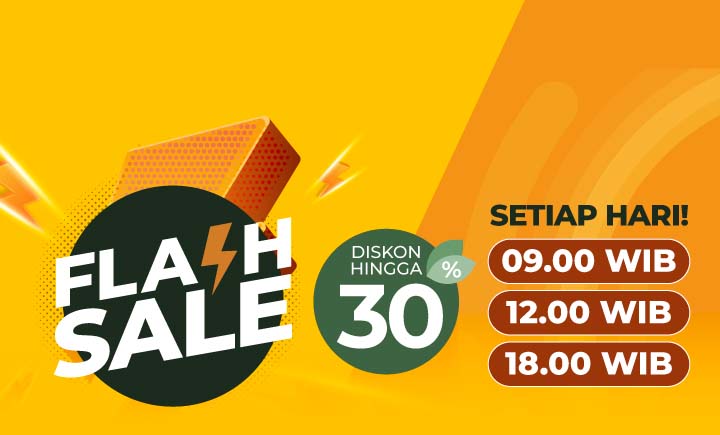 FLASH
SALE
DISKON
HINGGA
30%
SETIAP HARI!
09.00 WIB
12.00 WIB
18.00 WIB